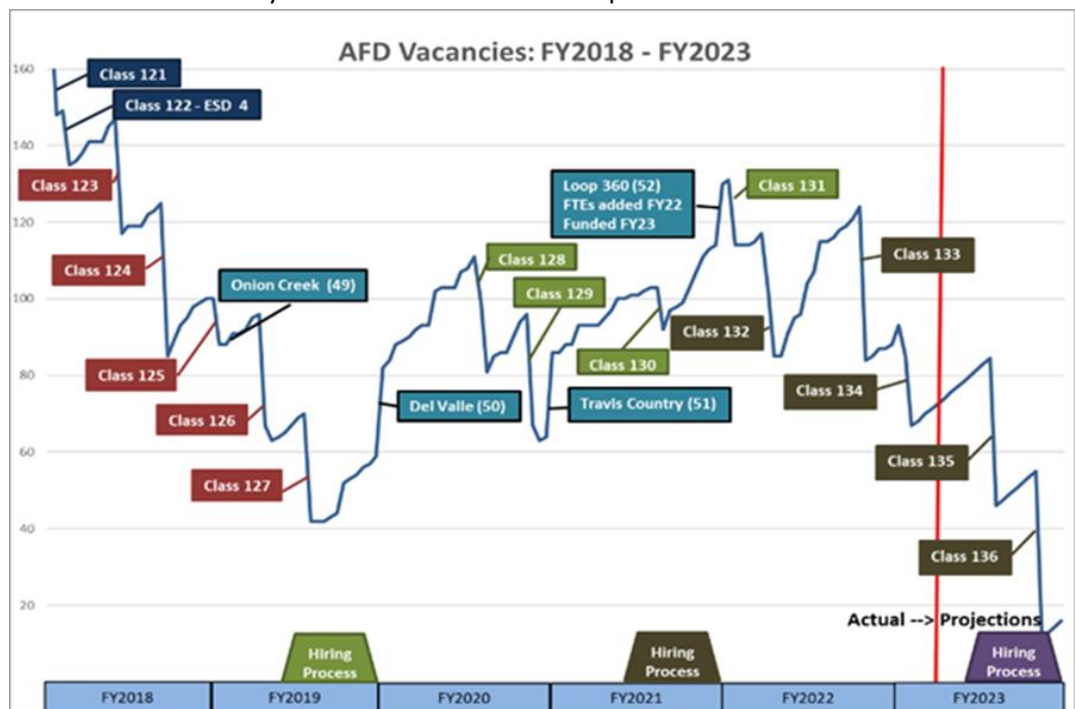 AFD Vacancies: FY2018 - FY2023
160
140
120
100
80
60
40
20
Class 121
Class 122 - ESD 4
Class 123
Class 124
Class 125
Onion Creek (49)
Class 126
Class 127
Del Valle (50)
Class 128
Class 129
Travis Country (51)
Class 130
Loop 360 (52)
FTEs added FY22
Funded FY23
Class 131
Class 132
Class 133
Class 134
Class 135
Class 136
Actual --> Projections
Hiring
Process
Hiring
Process
Hiring
Process
FY2018
FY2019
FY2020
FY2021
FY2022
FY2023